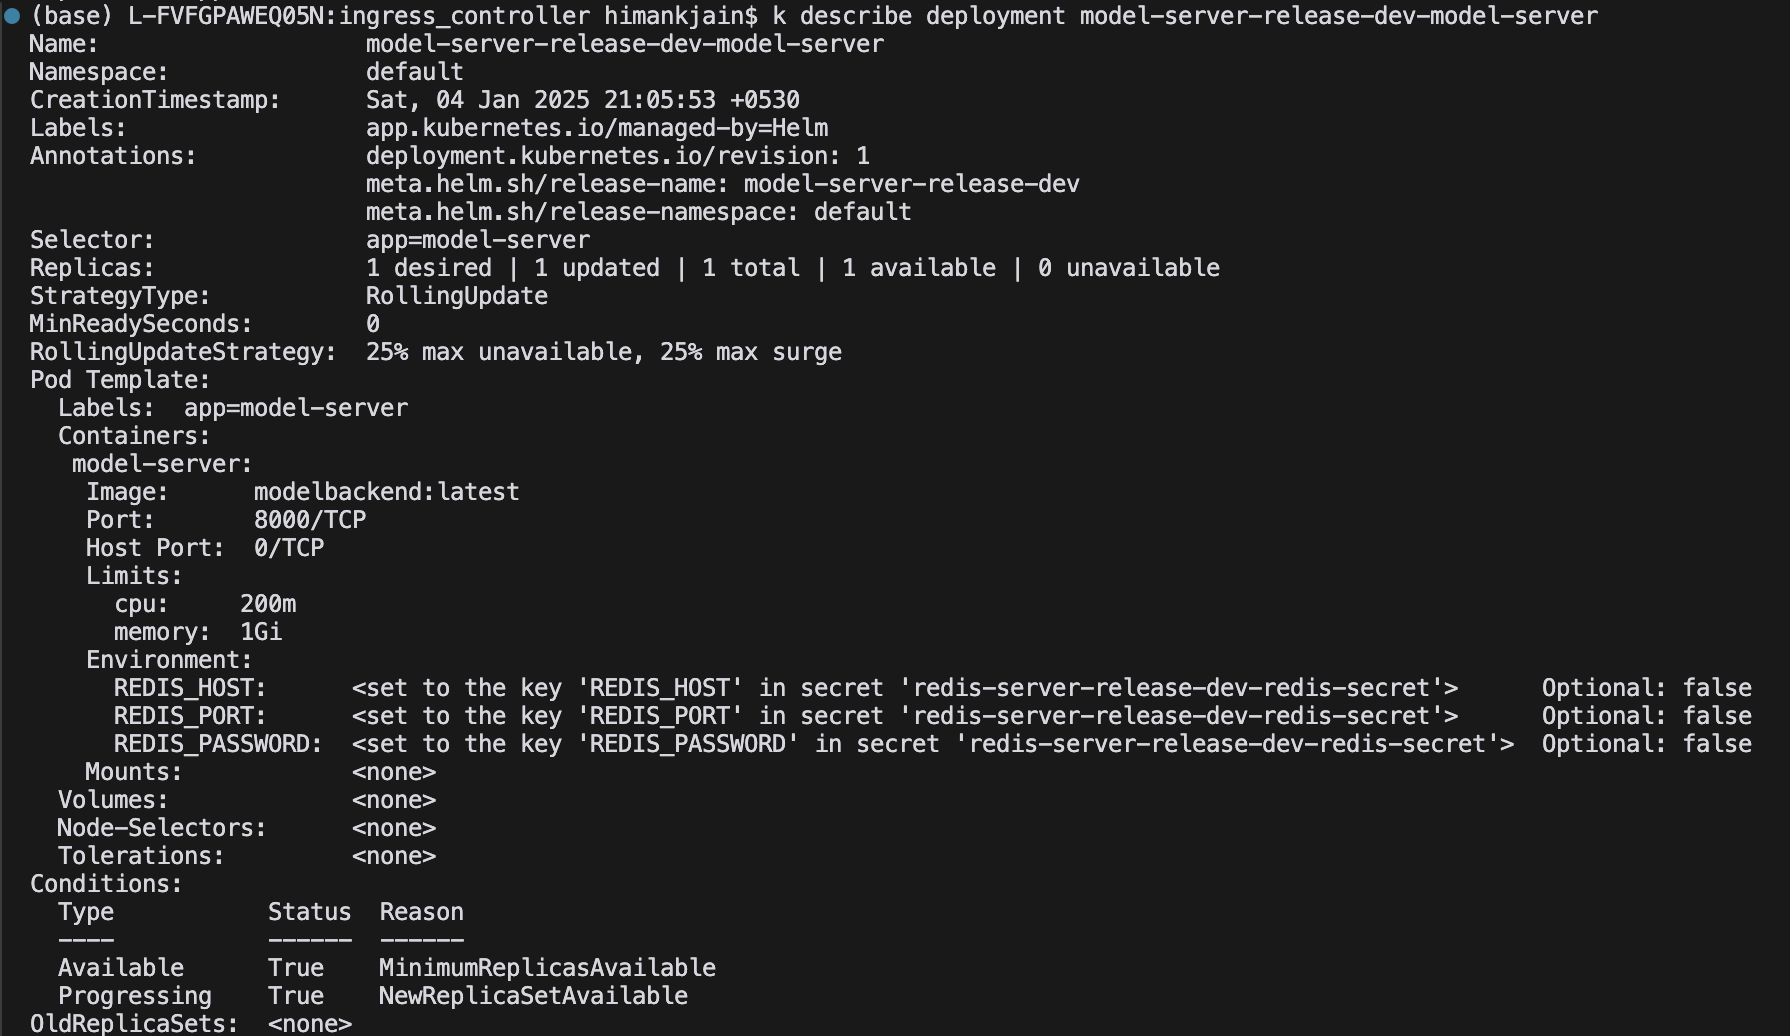 (base) L-FVFGPAWEQ05N:ingress_controller himankjain$ k describe deployment model-server-release-dev-model-server
Name:                   model-server-release-dev-model-server
Namespace:              default
CreationTimestamp:      Sat, 04 Jan 2025 21:05:53 +0530
Labels:                 app.kubernetes.io/managed-by=Helm
Annotations:            deployment.kubernetes.io/revision: 1
                        meta.helm.sh/release-name: model-server-release-dev
                        meta.helm.sh/release-namespace: default
Selector:               app=model-server
Replicas:               1 desired | 1 updated | 1 total | 1 available | 0 unavailable
StrategyType:           RollingUpdate
MinReadySeconds:        0
RollingUpdateStrategy:  25% max unavailable, 25% max surge
Pod Template:
  Labels:  app=model-server
  Containers:
   model-server:
    Image:      modelbackend:latest
    Port:       8000/TCP
    Host Port:  0/TCP
    Limits:
      cpu:     200m
      memory:  1Gi
    Environment:
      REDIS_HOST:      <set to the key 'REDIS_HOST' in secret 'redis-server-release-dev-redis-secret'>      Optional: false
      REDIS_PORT:      <set to the key 'REDIS_PORT' in secret 'redis-server-release-dev-redis-secret'>      Optional: false
      REDIS_PASSWORD:  <set to the key 'REDIS_PASSWORD' in secret 'redis-server-release-dev-redis-secret'>  Optional: false
    Mounts:            <none>
  Volumes:             <none>
  Node-Selectors:      <none>
  Tolerations:         <none>
Conditions:
  Type           Status  Reason
  ----           ------  ------
  Available      True    MinimumReplicasAvailable
  Progressing    True    NewReplicaSetAvailable
OldReplicaSets:  <none>